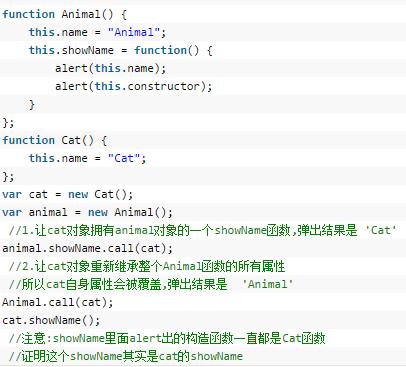 function Animal() {
    this.name = "Animal";
    this.showName = function() {
        alert(this.name);
        alert(this.constructor);
    }
};
function Cat() {
    this.name = "Cat";
};
var cat = new Cat();
var animal = new Animal();
//1.让cat对象拥有animal对象的一个showName函数,弹出结果是 'Cat'
animal.showName.call(cat);
//2.让cat对象重新继承整个Animal函数的所有属性
//所以cat自身属性会被覆盖,弹出结果是  'Animal'
Animal.call(cat);
cat.showName();
//注意:showName里面alert出的构造函数一直都是Cat函数
//证明这个showName其实是cat的showName